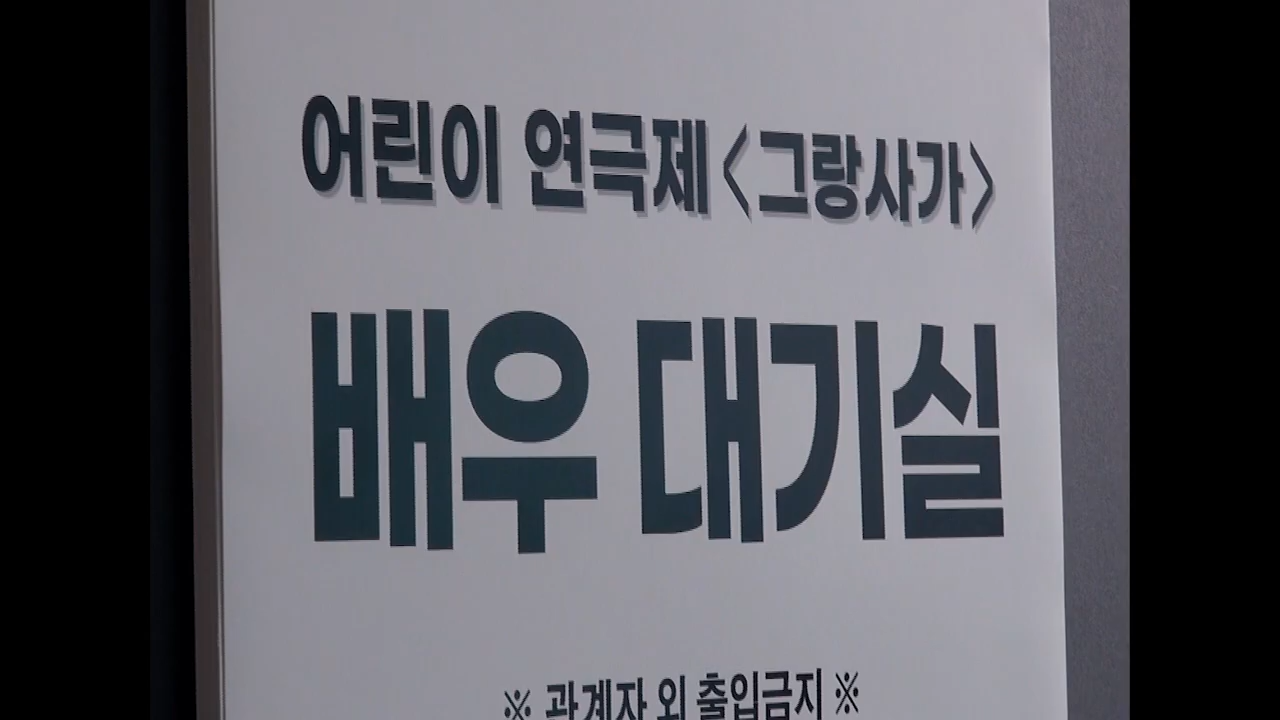 어린이 연극제<그랑사가>
배우 대기실
※ 관계자 외 출입금지 ※